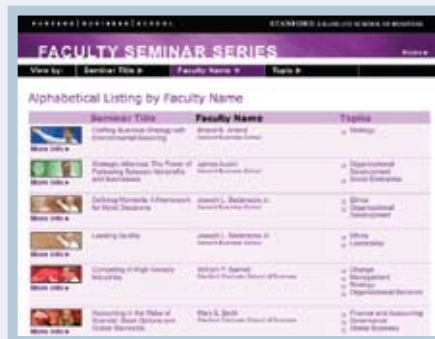 HARVARD|BUSINESS|SCHOOL STANFORD GRADUATE SCHOOL OF BUSINESS
FACULTY SEMINAR SERIES
View by: Seminar Title Faculty Name Topic
Alphabetical Listing by Faculty Name
Seminar Title Faculty Name Topics
Crafting Business Strategy with Strategy
Environmental Scanning
More Info
Strategic Alliances: The Power of James Austin Organizational
Partnering Between Nonprofits Harvard Business School Development
and Businesses Social Enterprise
More Info
Defining Moments: A Framework Joseph L. Badaracco Jr. Ethics
for Moral Decisions Harvard Business School Organizational
Development
More Info
Leading Quietly Joseph L. Badaracco Jr. Ethics
Harvard Business School Leadership
More Info
Competing in High-Velocity William P. Barnett Change
Industries Stanford Graduate School of Business Management
Strategy
Organizational Behavior
More Info
Accounting in the Wake of Mary E. Barth Finance and Accounting
Scandal: Stock Options and Stanford Graduate School of Business Governance
Global Standards Global Business
More Info